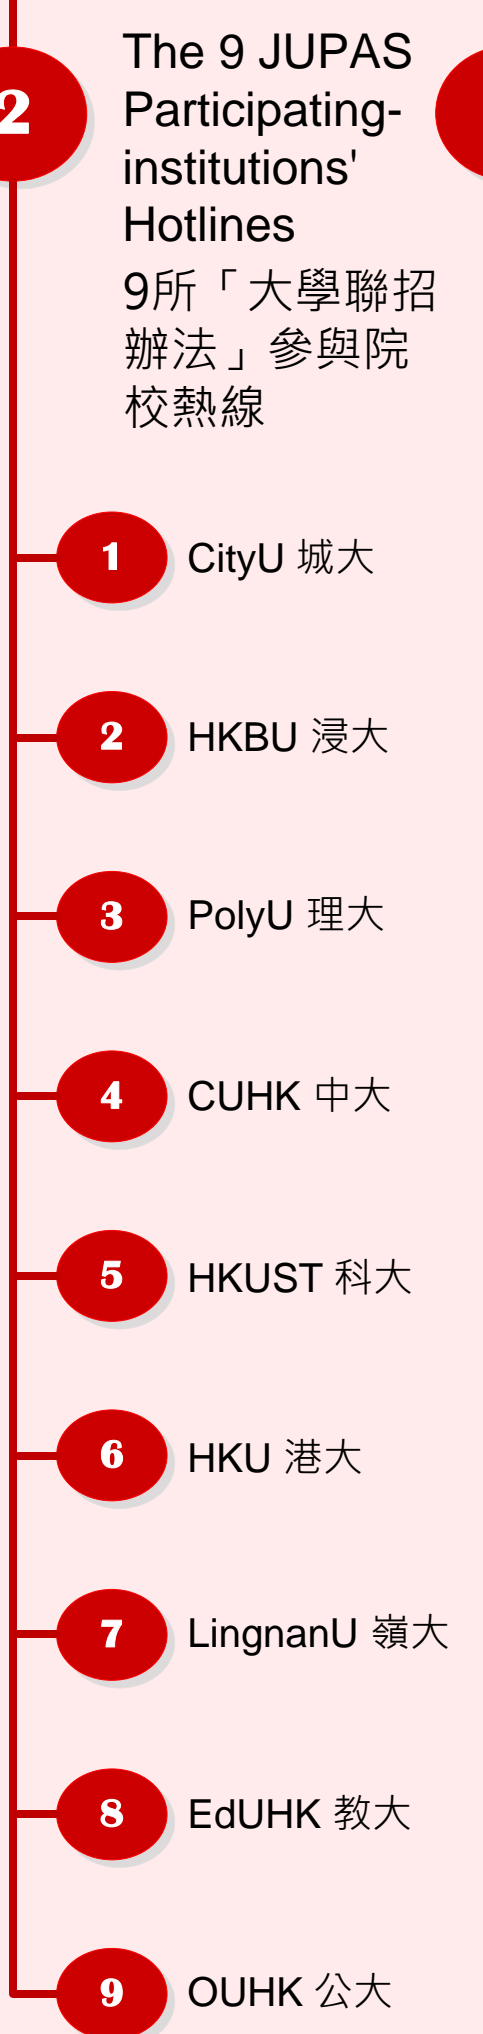 2
The 9 JUPAS
Participating-
institutions'
Hotlines
9所「大學聯招
辦法」參與院
校熱線
1 CityU 城大
2 HKBU 浸大
3 PolyU 理大
4 CUHK 中大
5 HKUST 科大
6 HKU 港大
7 LingnanU 嶺大
8 EdUHK 教大
9 OUHK 公大